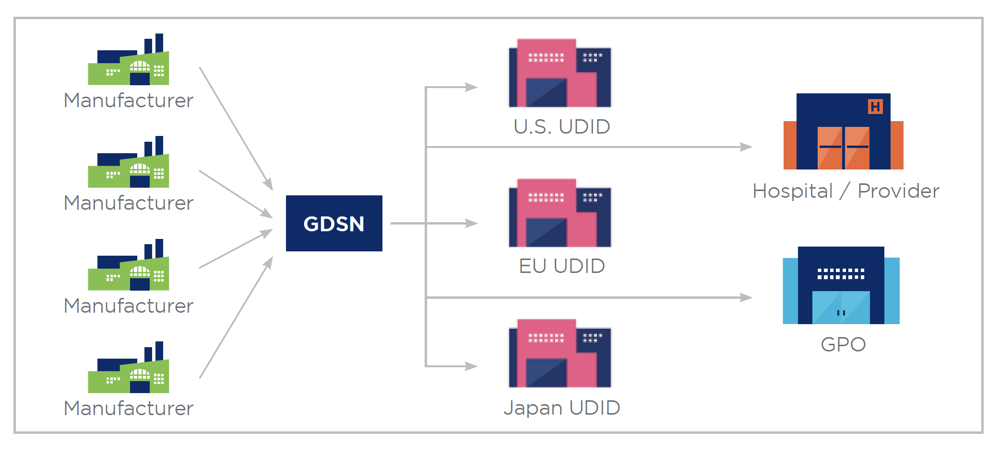 Manufacturer
Manufacturer
Manufacturer
Manufacturer
GDSN
U.S. UDID
EU UDID
Japan UDID
H
Hospital / Provider
GPO